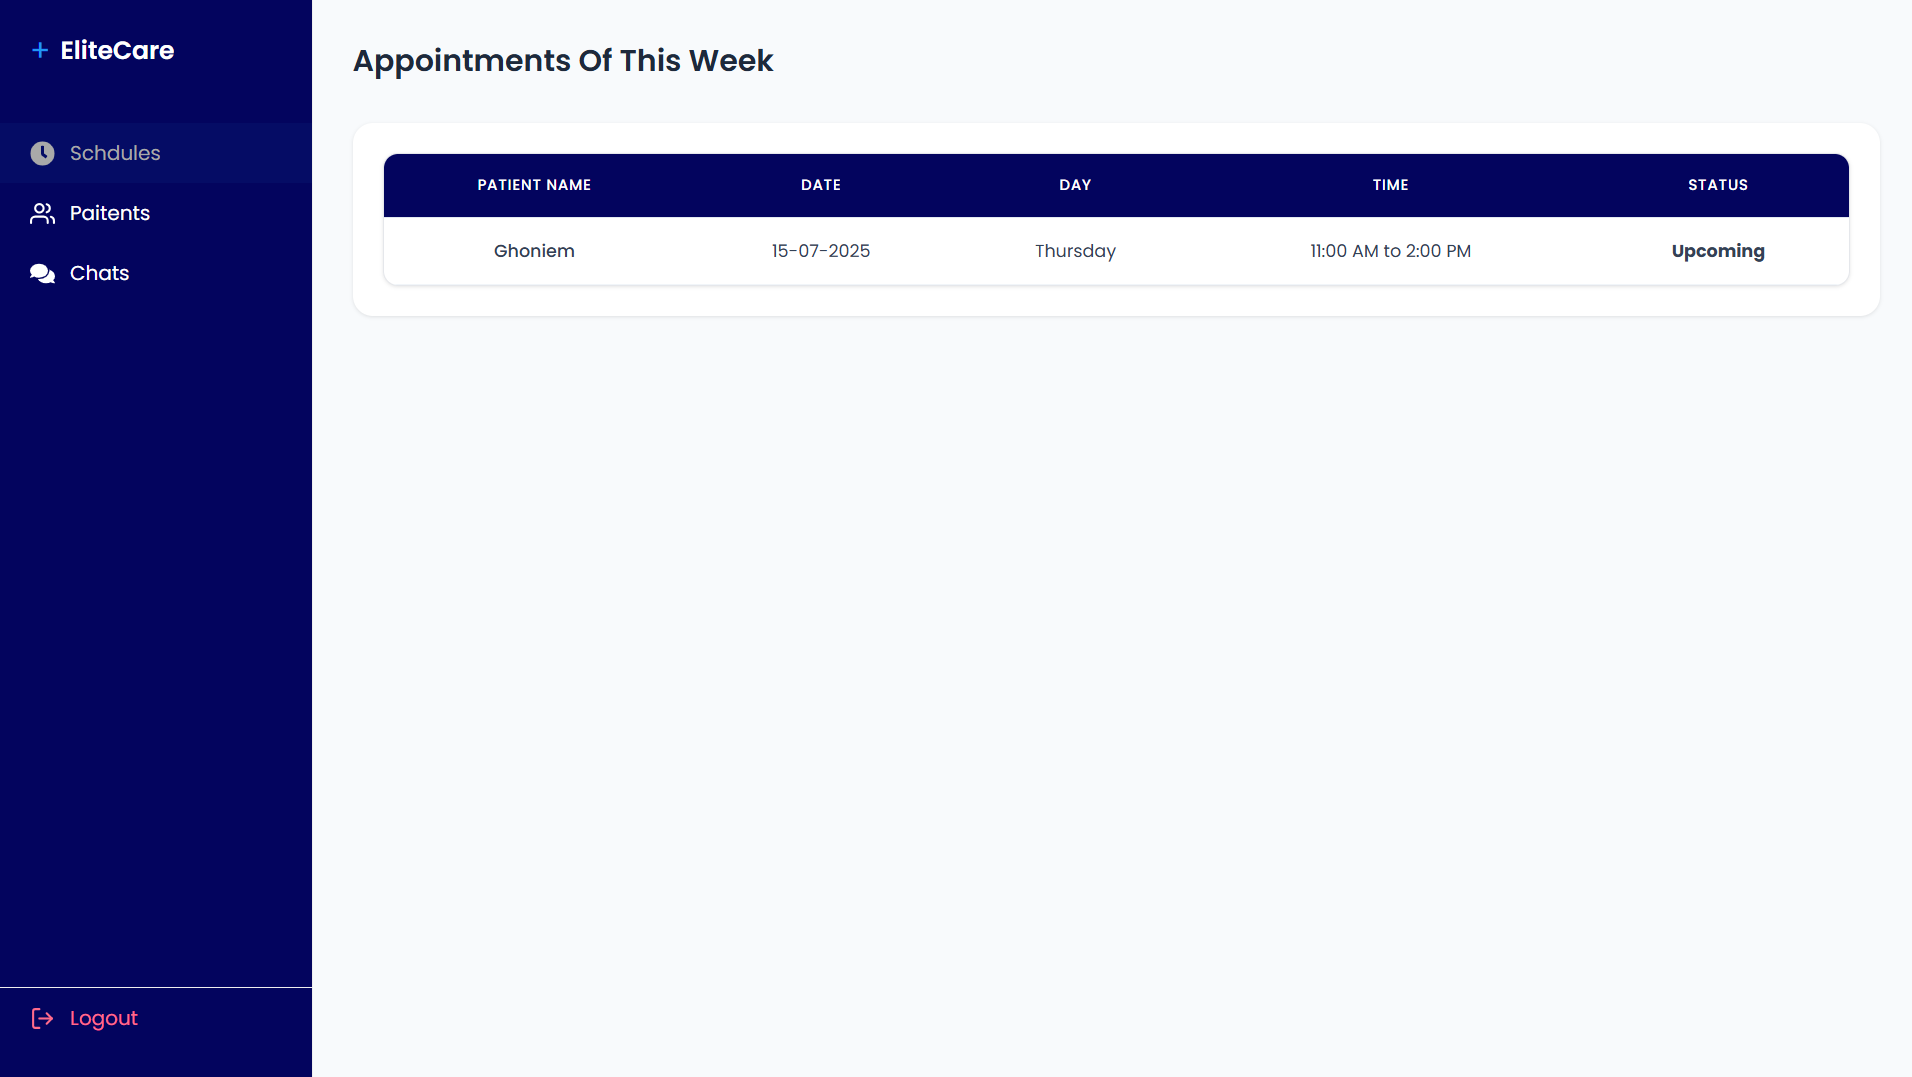 EliteCare
Schdules
Paitents
Chats
Logout
Appointments Of This Week
PATIENT NAME DATE DAY TIME STATUS
Ghoniem 15-07-2025 Thursday 11:00 AM to 2:00 PM Upcoming